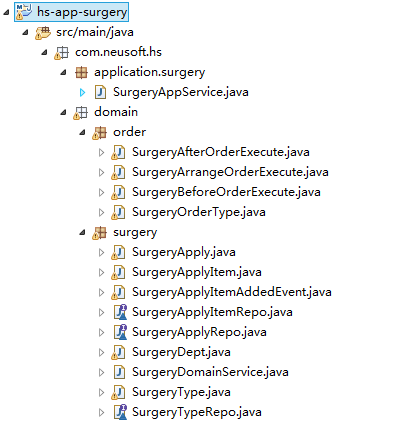 hs-app-surgery
src/main/java
com.neusoft.hs
application.surgery
SurgeryAppService.java
domain
order
SurgeryAfterOrderExecute.java
SurgeryArrangeOrderExecute.java
SurgeryBeforeOrderExecute.java
SurgeryOrderType.java
surgery
SurgeryApply.java
SurgeryApplyItem.java
SurgeryApplyItemAddedEvent.java
SurgeryApplyItemRepo.java
SurgeryApplyRepo.java
SurgeryDept.java
SurgeryDomainService.java
SurgeryType.java
SurgeryTypeRepo.java